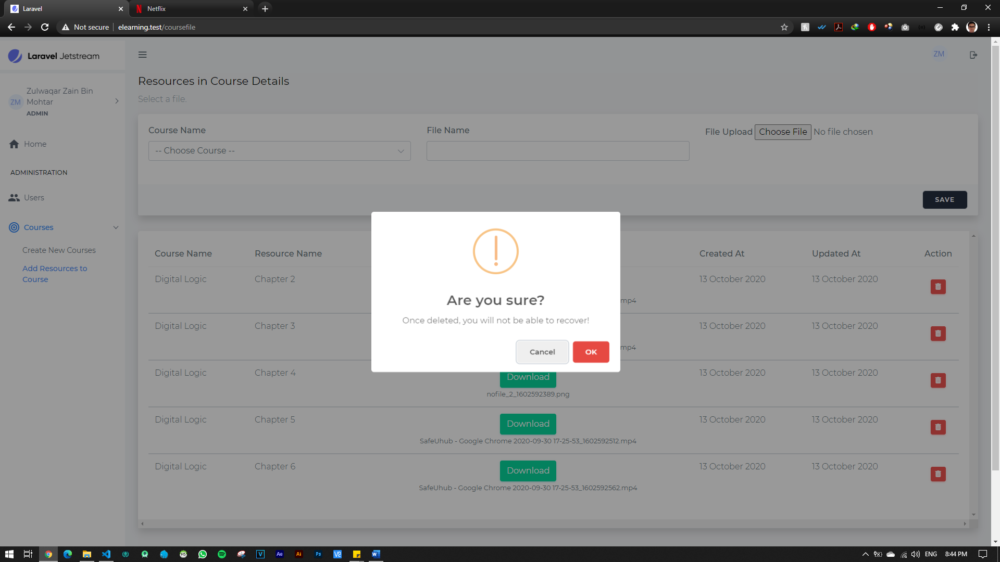 Laravel
Netflix
Not secure
elearning.test/coursefile
Laravel Jetstream
ZM
Resources in Course Details
Select a file.
ZM
Zulwaqar Zain Bin
Mohtar
ADMIN
Home
ADMINISTRATION
Users
Courses
Create New Courses
Add Resources to
Course
Course Name
File Name
File Upload Choose File No file chosen
-- Choose Course --
SAVE
Course Name Resource Name Created At Updated At Action
Digital Logic Chapter 2 13 October 2020 13 October 2020
mp4
Digital Logic Chapter 3 13 October 2020 13 October 2020
mp4
Digital Logic Chapter 4 Download 13 October 2020 13 October 2020
nofile_2_1602592389.png
Digital Logic Chapter 5 Download 13 October 2020 13 October 2020
SafeUhub - Google Chrome 2020-09-30 17-25-53_1602592512.mp4
Digital Logic Chapter 6 Download 13 October 2020 13 October 2020
SafeUhub - Google Chrome 2020-09-30 17-25-53_1602592562.mp4
Are you sure?
Once deleted, you will not be able to recover!
Cancel
OK
HS
V
Ae
Ai
Ps
W
ENG
8:44 PM